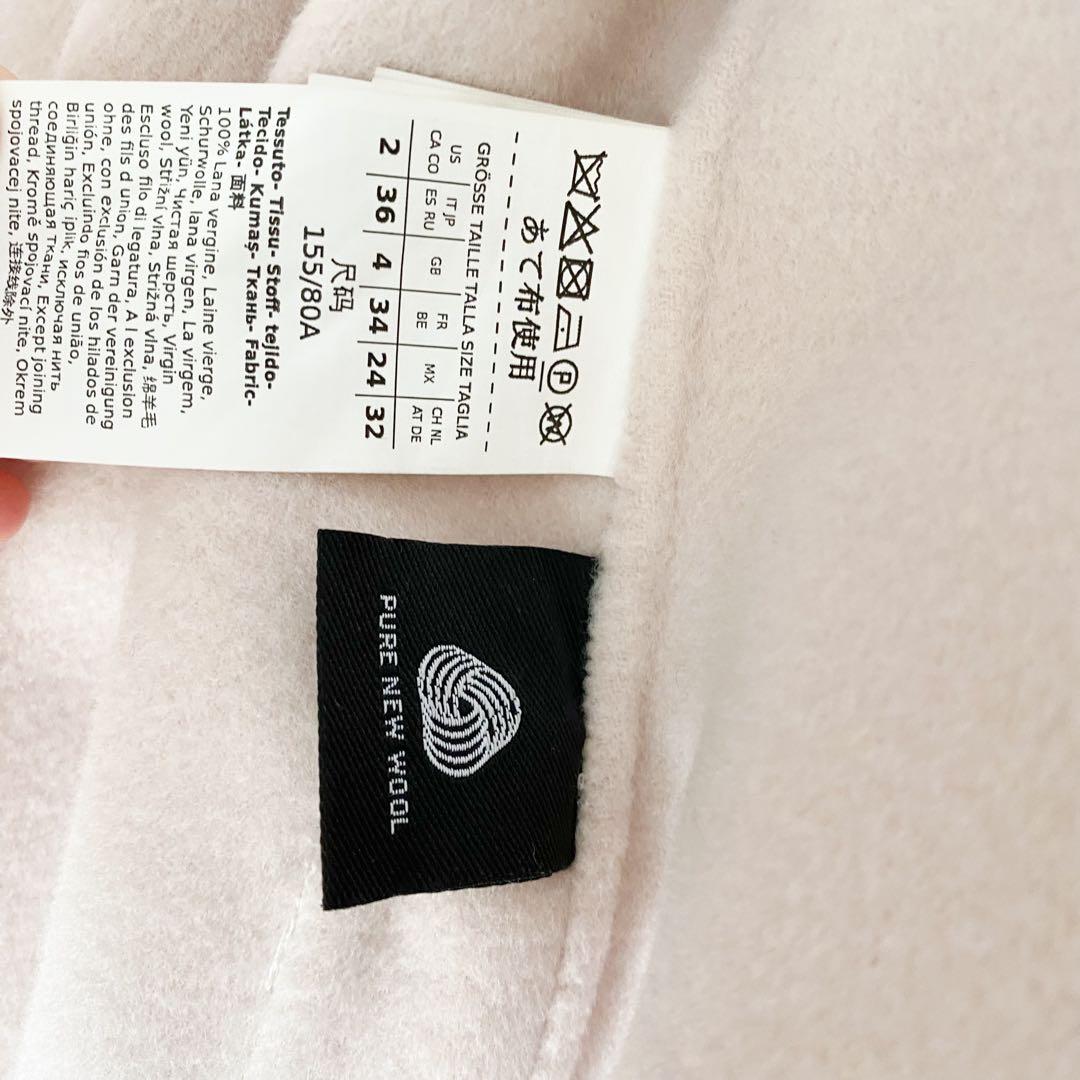 あて布使用
GRÖSSE TAILLE TALLA SIZE TAGLIA
US IT JP GB FR MX CH NL
CA CO ES RU BE AT DE
2 36 4 34 24 32
尺码
155/80A
Tessuto- Tissu- Stoff- tejido-
Tecido- Kumaş- Ткань- Fabric-
Látka- 面料
100% Lana vergine, Laine vierge,
Schurwolle, lana virgen, La virgem,
Yeni yün, Чистая шерсть, Virgin
wool, Střižní vlna, Strižná vlna, 绵羊毛
Escluso filo di legatura, A l exclusion
des fils d union, Garn der vereinigung
ohne, con exclusión de los hilados de
unión, Excluindo fios de união,
Birliğin hariç iplik, исключая нить
соединяющая ткани, Except joining
thread, Kromě spojovací nite, Okrem
spojovacej nite, 连接线除外
PURE NEW WOOL